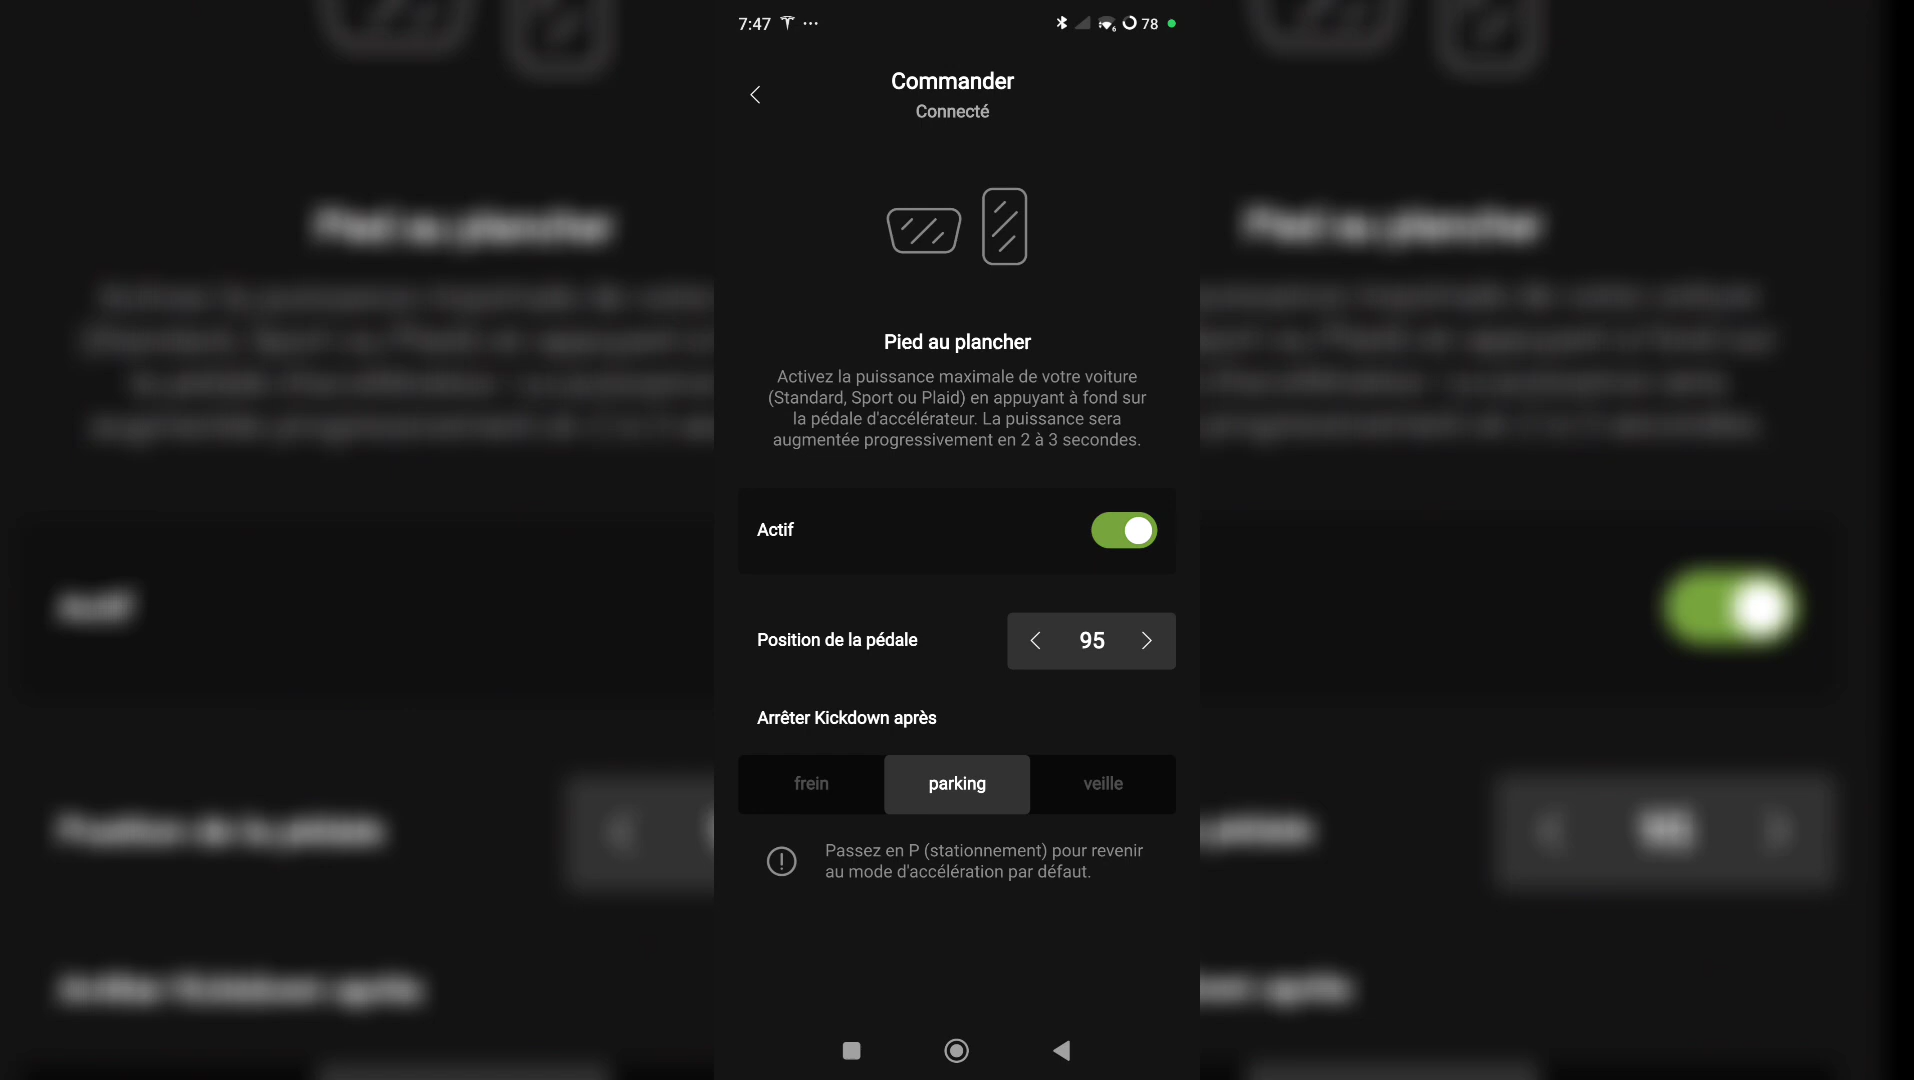 7:47
78
Commander
Connecté
Pied au plancher
Activez la puissance maximale de votre voiture
(Standard, Sport ou Plaid) en appuyant à fond sur
la pédale d'accélérateur. La puissance sera
augmentée progressivement en 2 à 3 secondes.
Actif
Position de la pédale
95
Arrêter Kickdown après
frein
parking
veille
Passez en P (stationnement) pour revenir
au mode d'accélération par défaut.